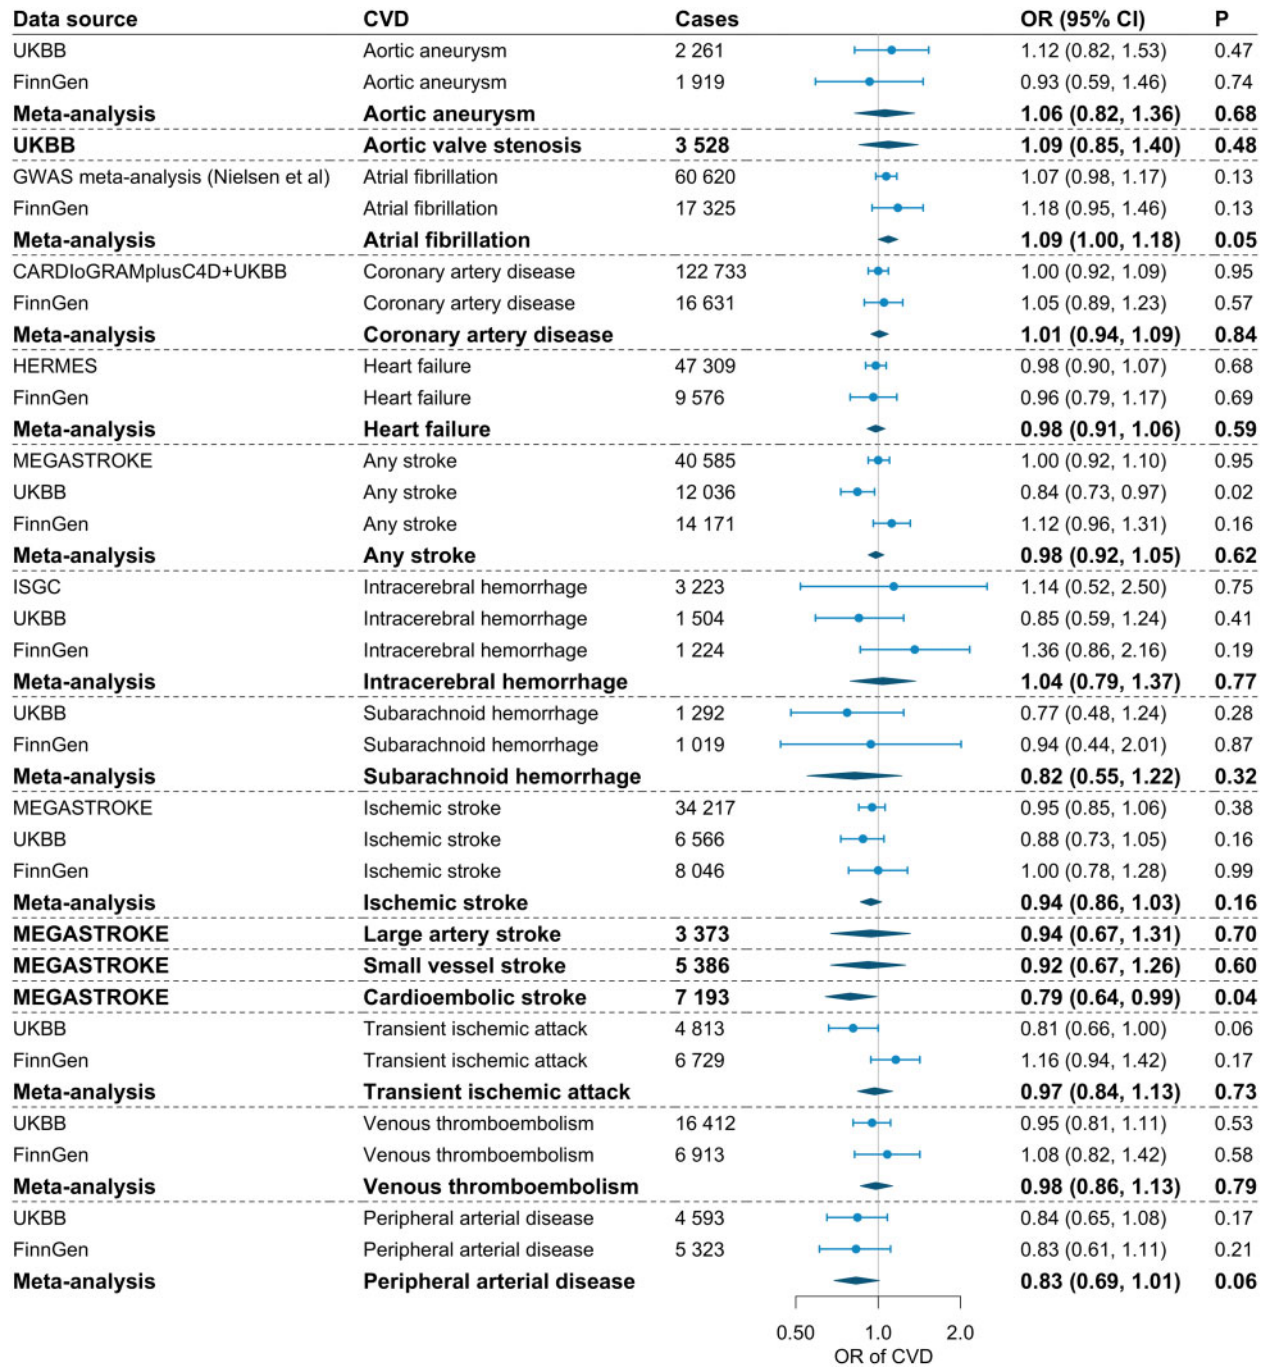 Data source CVD Cases OR (95% CI) P
UKBB Aortic aneurysm 2 261 1.12 (0.82, 1.53) 0.47
FinnGen Aortic aneurysm 1 919 0.93 (0.59, 1.46) 0.74
Meta-analysis Aortic aneurysm 1.06 (0.82, 1.36) 0.68
UKBB Aortic valve stenosis 3 528 1.09 (0.85, 1.40) 0.48
GWAS meta-analysis (Nielsen et al) Atrial fibrillation 60 620 1.07 (0.98, 1.17) 0.13
FinnGen Atrial fibrillation 17 325 1.18 (0.95, 1.46) 0.13
Meta-analysis Atrial fibrillation 1.09 (1.00, 1.18) 0.05
CARDIoGRAMplusC4D+UKBB Coronary artery disease 122 733 1.00 (0.92, 1.09) 0.95
FinnGen Coronary artery disease 16 631 1.05 (0.89, 1.23) 0.57
Meta-analysis Coronary artery disease 1.01 (0.94, 1.09) 0.84
HERMES Heart failure 47 309 0.98 (0.90, 1.07) 0.68
FinnGen Heart failure 9 576 0.96 (0.79, 1.17) 0.69
Meta-analysis Heart failure 0.98 (0.91, 1.06) 0.59
MEGASTROKE Any stroke 40 585 1.00 (0.92, 1.10) 0.95
UKBB Any stroke 12 036 0.84 (0.73, 0.97) 0.02
FinnGen Any stroke 14 171 1.12 (0.96, 1.31) 0.16
Meta-analysis Any stroke 0.98 (0.92, 1.05) 0.62
ISGC Intracerebral hemorrhage 3 223 1.14 (0.52, 2.50) 0.75
UKBB Intracerebral hemorrhage 1 504 0.85 (0.59, 1.24) 0.41
FinnGen Intracerebral hemorrhage 1 224 1.36 (0.86, 2.16) 0.19
Meta-analysis Intracerebral hemorrhage 1.04 (0.79, 1.37) 0.77
UKBB Subarachnoid hemorrhage 1 292 0.77 (0.48, 1.24) 0.28
FinnGen Subarachnoid hemorrhage 1 019 0.94 (0.44, 2.01) 0.87
Meta-analysis Subarachnoid hemorrhage 0.82 (0.55, 1.22) 0.32
MEGASTROKE Ischemic stroke 34 217 0.95 (0.85, 1.06) 0.38
UKBB Ischemic stroke 6 566 0.88 (0.73, 1.05) 0.16
FinnGen Ischemic stroke 8 046 1.00 (0.78, 1.28) 0.99
Meta-analysis Ischemic stroke 0.94 (0.86, 1.03) 0.16
MEGASTROKE Large artery stroke 3 373 0.94 (0.67, 1.31) 0.70
MEGASTROKE Small vessel stroke 5 386 0.92 (0.67, 1.26) 0.60
MEGASTROKE Cardioembolic stroke 7 193 0.79 (0.64, 0.99) 0.04
UKBB Transient ischemic attack 4 813 0.81 (0.66, 1.00) 0.06
FinnGen Transient ischemic attack 6 729 1.16 (0.94, 1.42) 0.17
Meta-analysis Transient ischemic attack 0.97 (0.84, 1.13) 0.73
UKBB Venous thromboembolism 16 412 0.95 (0.81, 1.11) 0.53
FinnGen Venous thromboembolism 6 913 1.08 (0.82, 1.42) 0.58
Meta-analysis Venous thromboembolism 0.98 (0.86, 1.13) 0.79
UKBB Peripheral arterial disease 4 593 0.84 (0.65, 1.08) 0.17
FinnGen Peripheral arterial disease 5 323 0.83 (0.61, 1.11) 0.21
Meta-analysis Peripheral arterial disease 0.83 (0.69, 1.01) 0.06
0.50 1.0 2.0
OR of CVD